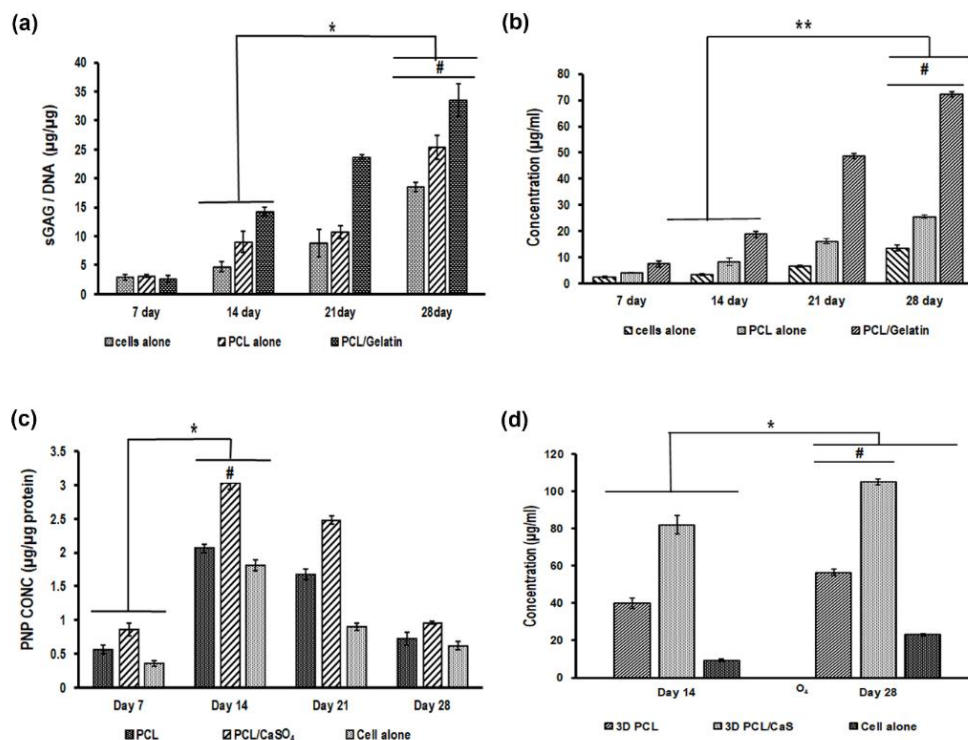 (a)
*
#
sGAG / DNA (µg/µg)
40
35
30
25
20
15
10
5
0
7 day 14 day 21day 28day
cells alone PCL alone PCL/Gelatin
(b)
**
#
Concentration (µg/ml)
80
70
60
50
40
30
20
10
0
7 day 14 day 21 day 28 day
cells alone PCL alone PCL/Gelatin
(c)
*
#
PNP CONC (µg/µg protein)
3.5
3
2.5
2
1.5
1
0.5
0
Day 7 Day 14 Day 21 Day 28
PCL PCL/CaSO₄ Cell alone
(d)
*
#
Concentration (µg/ml)
120
100
80
60
40
20
0
Day 14 O₄ Day 28
3D PCL 3D PCL/CaS Cell alone